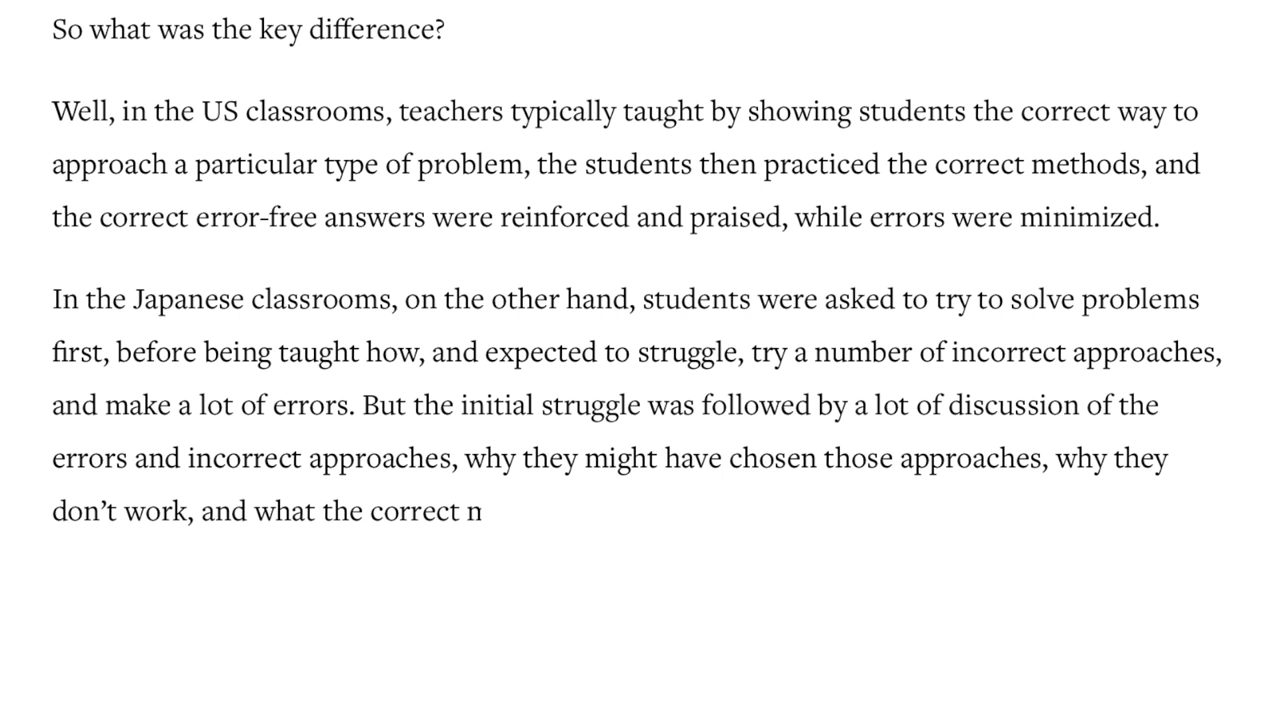 So what was the key difference?
Well, in the US classrooms, teachers typically taught by showing students the correct way to
approach a particular type of problem, the students then practiced the correct methods, and
the correct error-free answers were reinforced and praised, while errors were minimized.
In the Japanese classrooms, on the other hand, students were asked to try to solve problems
first, before being taught how, and expected to struggle, try a number of incorrect approaches,
and make a lot of errors. But the initial struggle was followed by a lot of discussion of the
errors and incorrect approaches, why they might have chosen those approaches, why they
don’t work, and what the correct